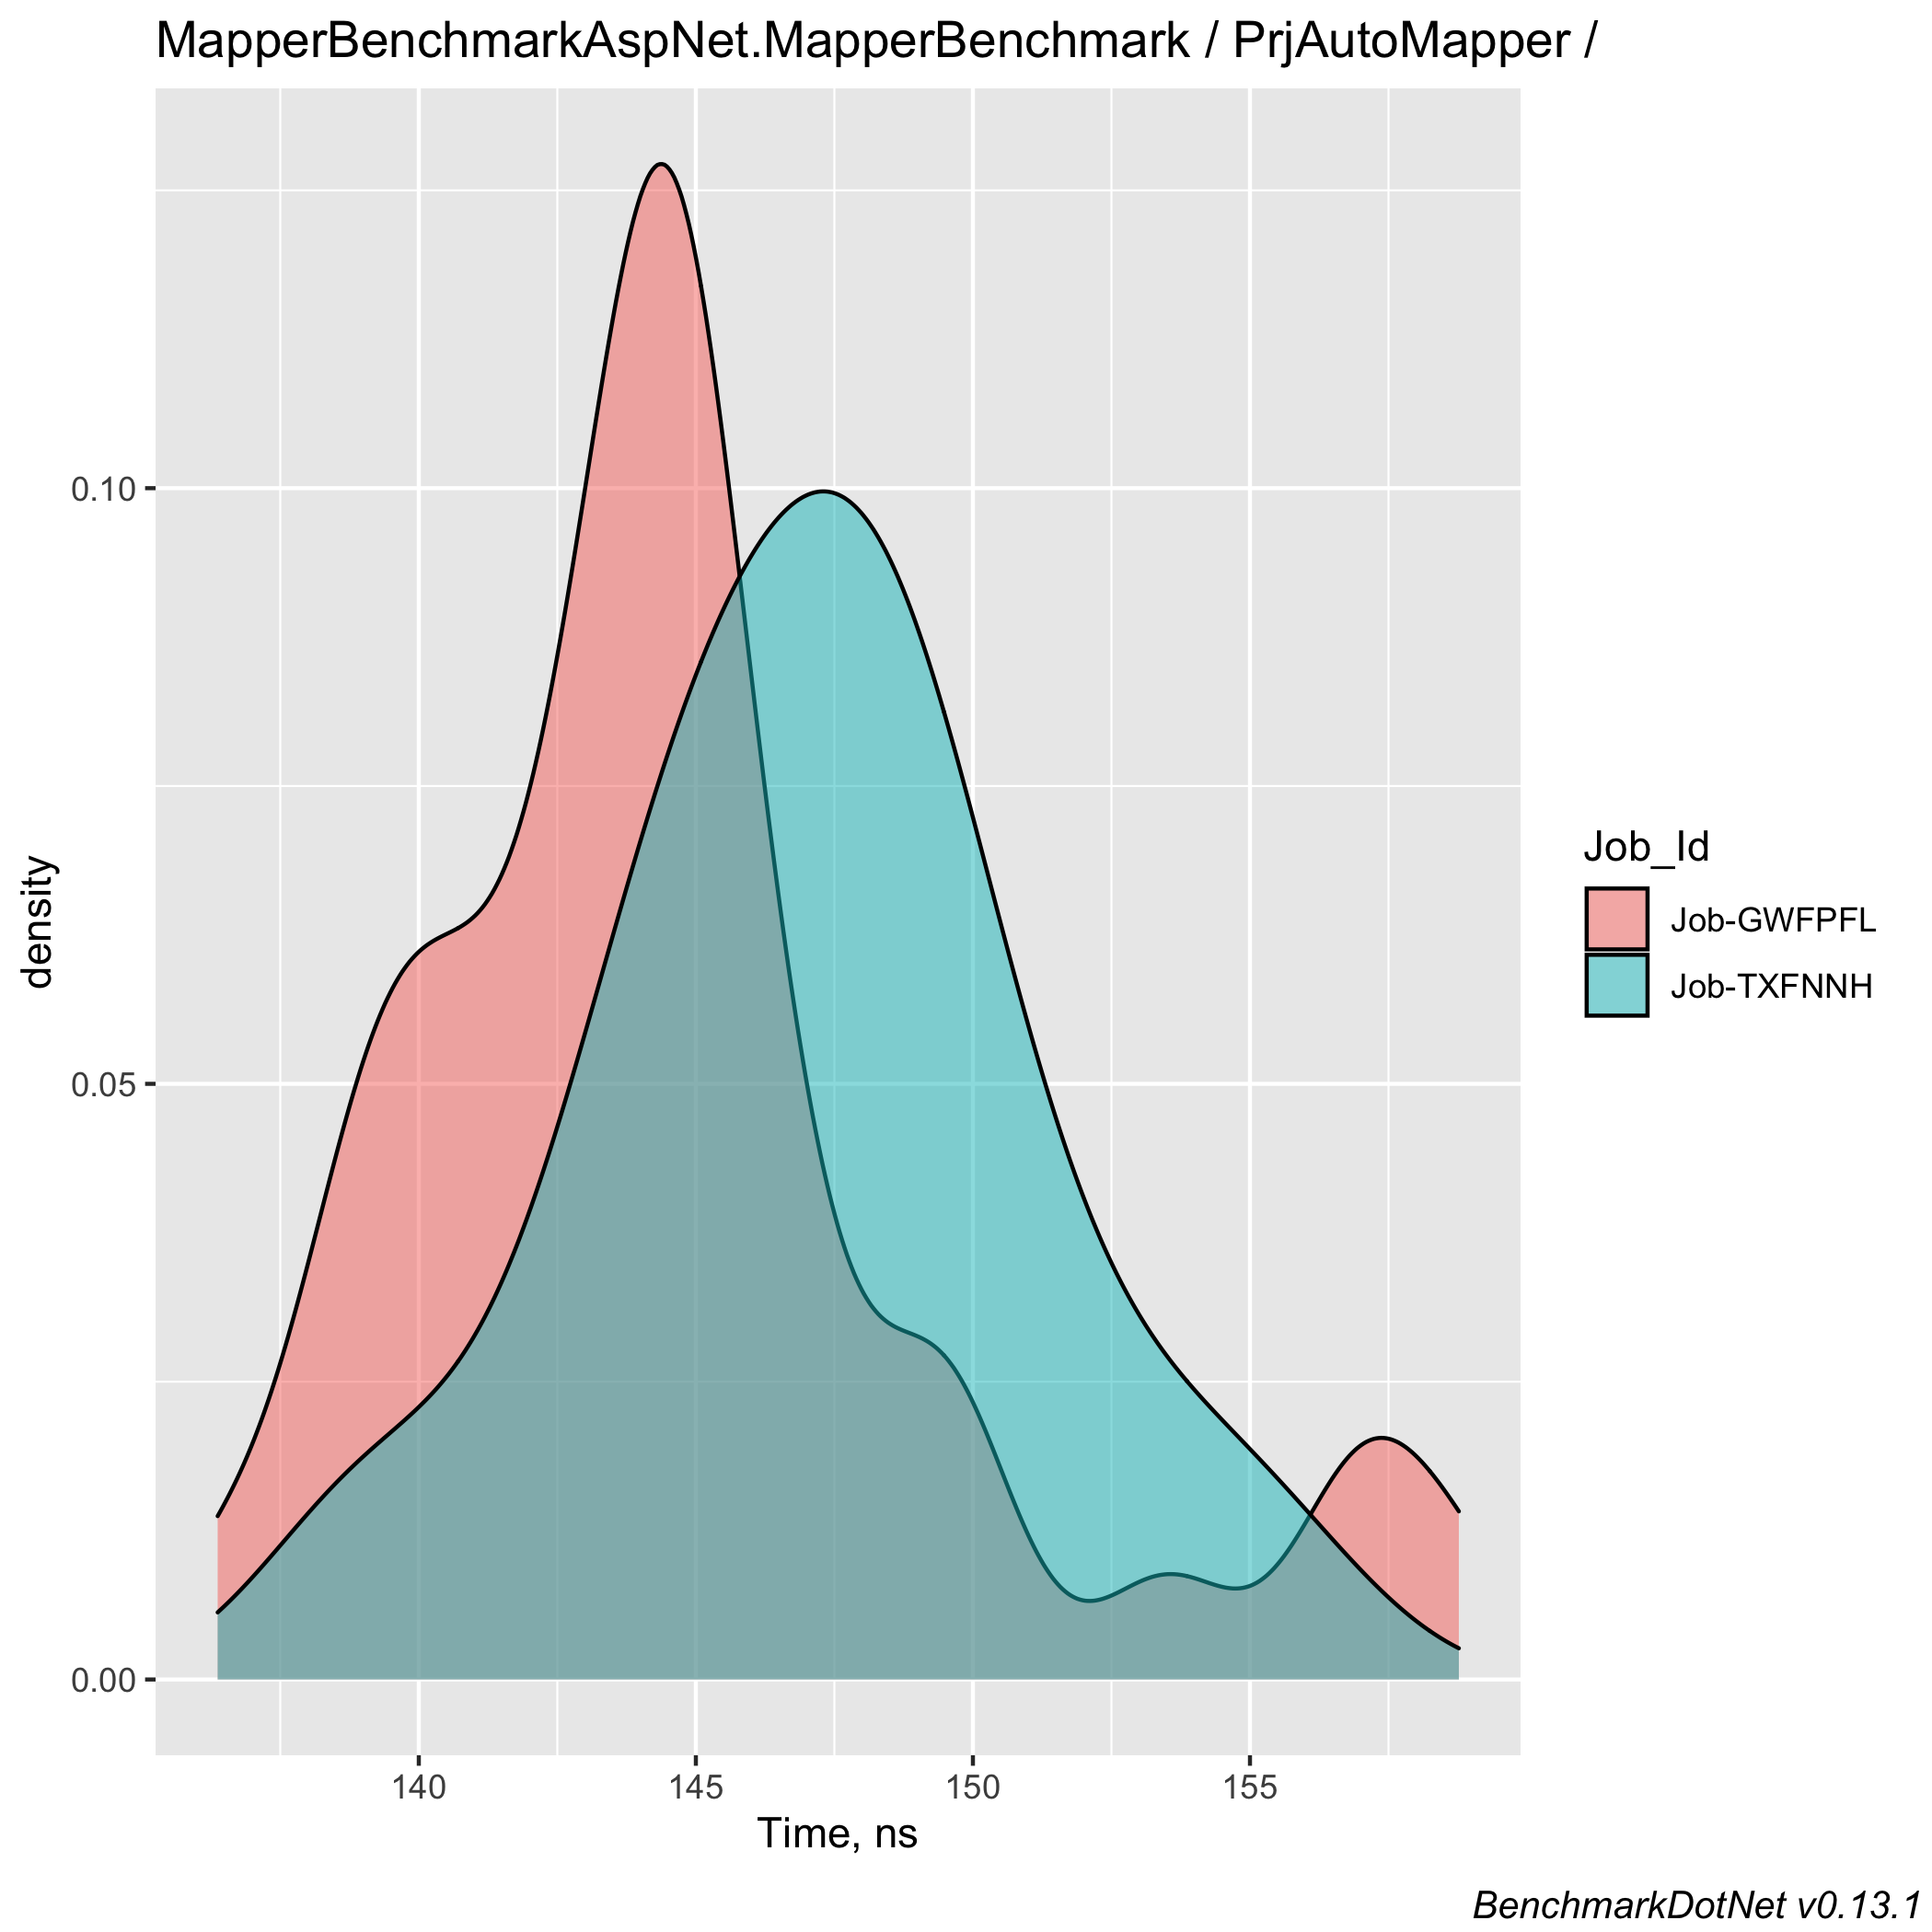 MapperBenchmarkAspNet.MapperBenchmark / PrjAutoMapper /
density
0.10
0.05
0.00
140 145 150 155
Time, ns
Job_Id
Job-GWFPFL
Job-TXFNNH
BenchmarkDotNet v0.13.1